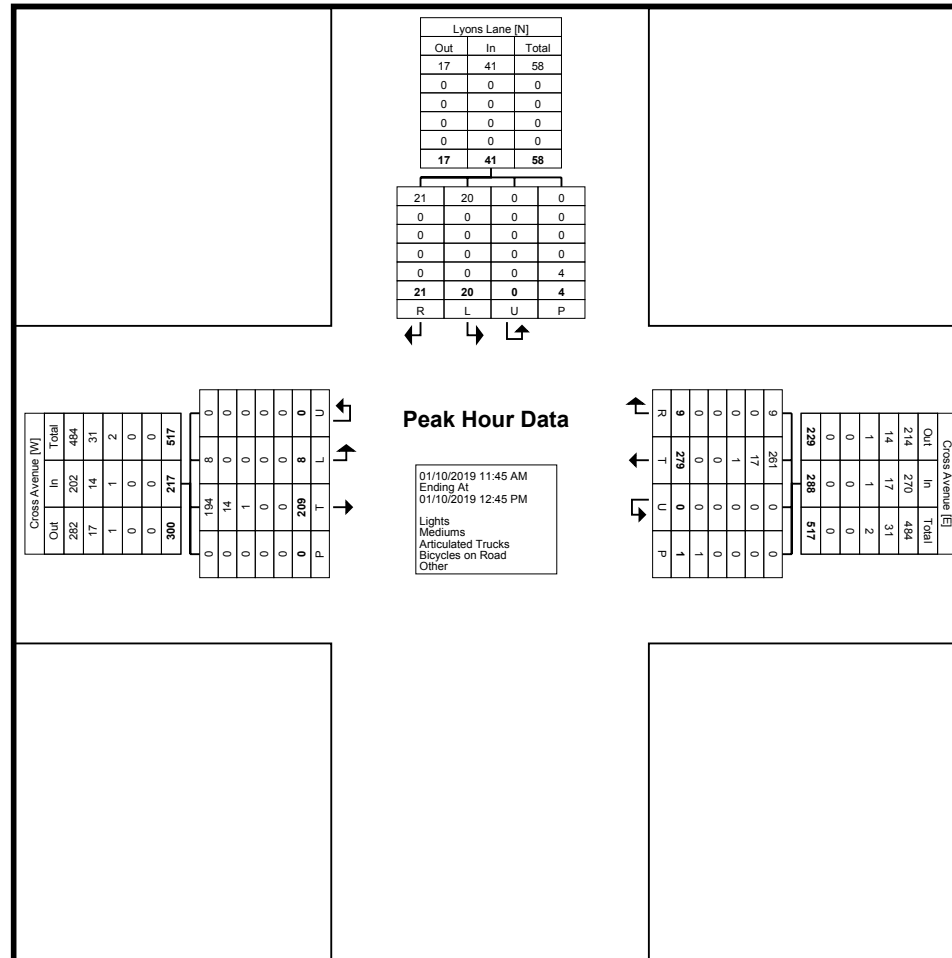 Lyons Lane [N]
Out In Total
17 41 58
0 0 0
0 0 0
0 0 0
0 0 0
17 41 58
21 20 0 0
0 0 0 0
0 0 0 0
0 0 0 0
0 0 0 4
21 20 0 4
R L U P
Cross Avenue [W]
Out In Total
282 202 484
17 14 31
1 1 2
0 0 0
0 0 0
300 217 517
0 194 8 0
0 14 0 0
0 1 0 0
0 0 0 0
0 0 0 0
0 209 8 0
P T L U
Peak Hour Data
01/10/2019 11:45 AM
Ending At
01/10/2019 12:45 PM
Lights
Mediums
Articulated Trucks
Bicycles on Road
Other
Cross Avenue [E]
Out In Total
214 270 484
14 17 31
1 1 2
0 0 0
0 0 0
229 288 517
9 261 0 0
0 17 0 0
0 1 0 0
0 0 0 0
0 0 0 1
9 279 0 1
R T U P